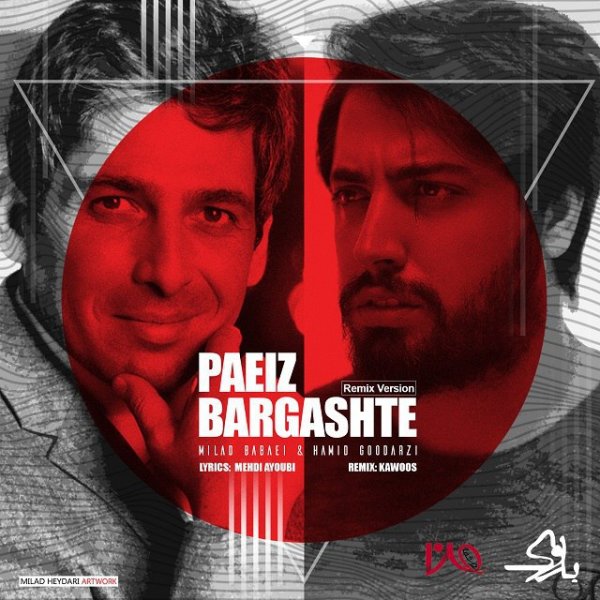 PAEIZ
Remix Version
BARGASHTE
MILAD BABAEI & HAMID GOODARZI
LYRICS: MEHDI AYOUBI
REMIX: KAWOOS
MILAD HEYDARI ARTWORK